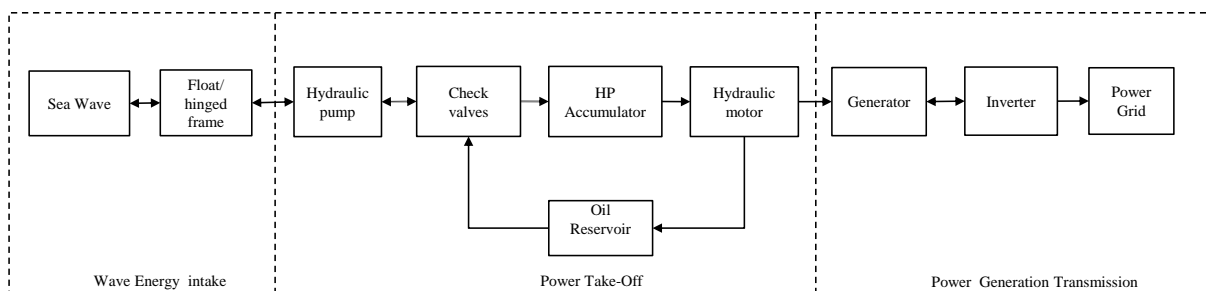 Sea Wave
Float/
hinged
frame
Hydraulic
pump
Check
valves
HP
Accumulator
Hydraulic
motor
Generator
Inverter
Power
Grid
Oil
Reservoir
Wave Energy intake
Power Take-Off
Power Generation Transmission